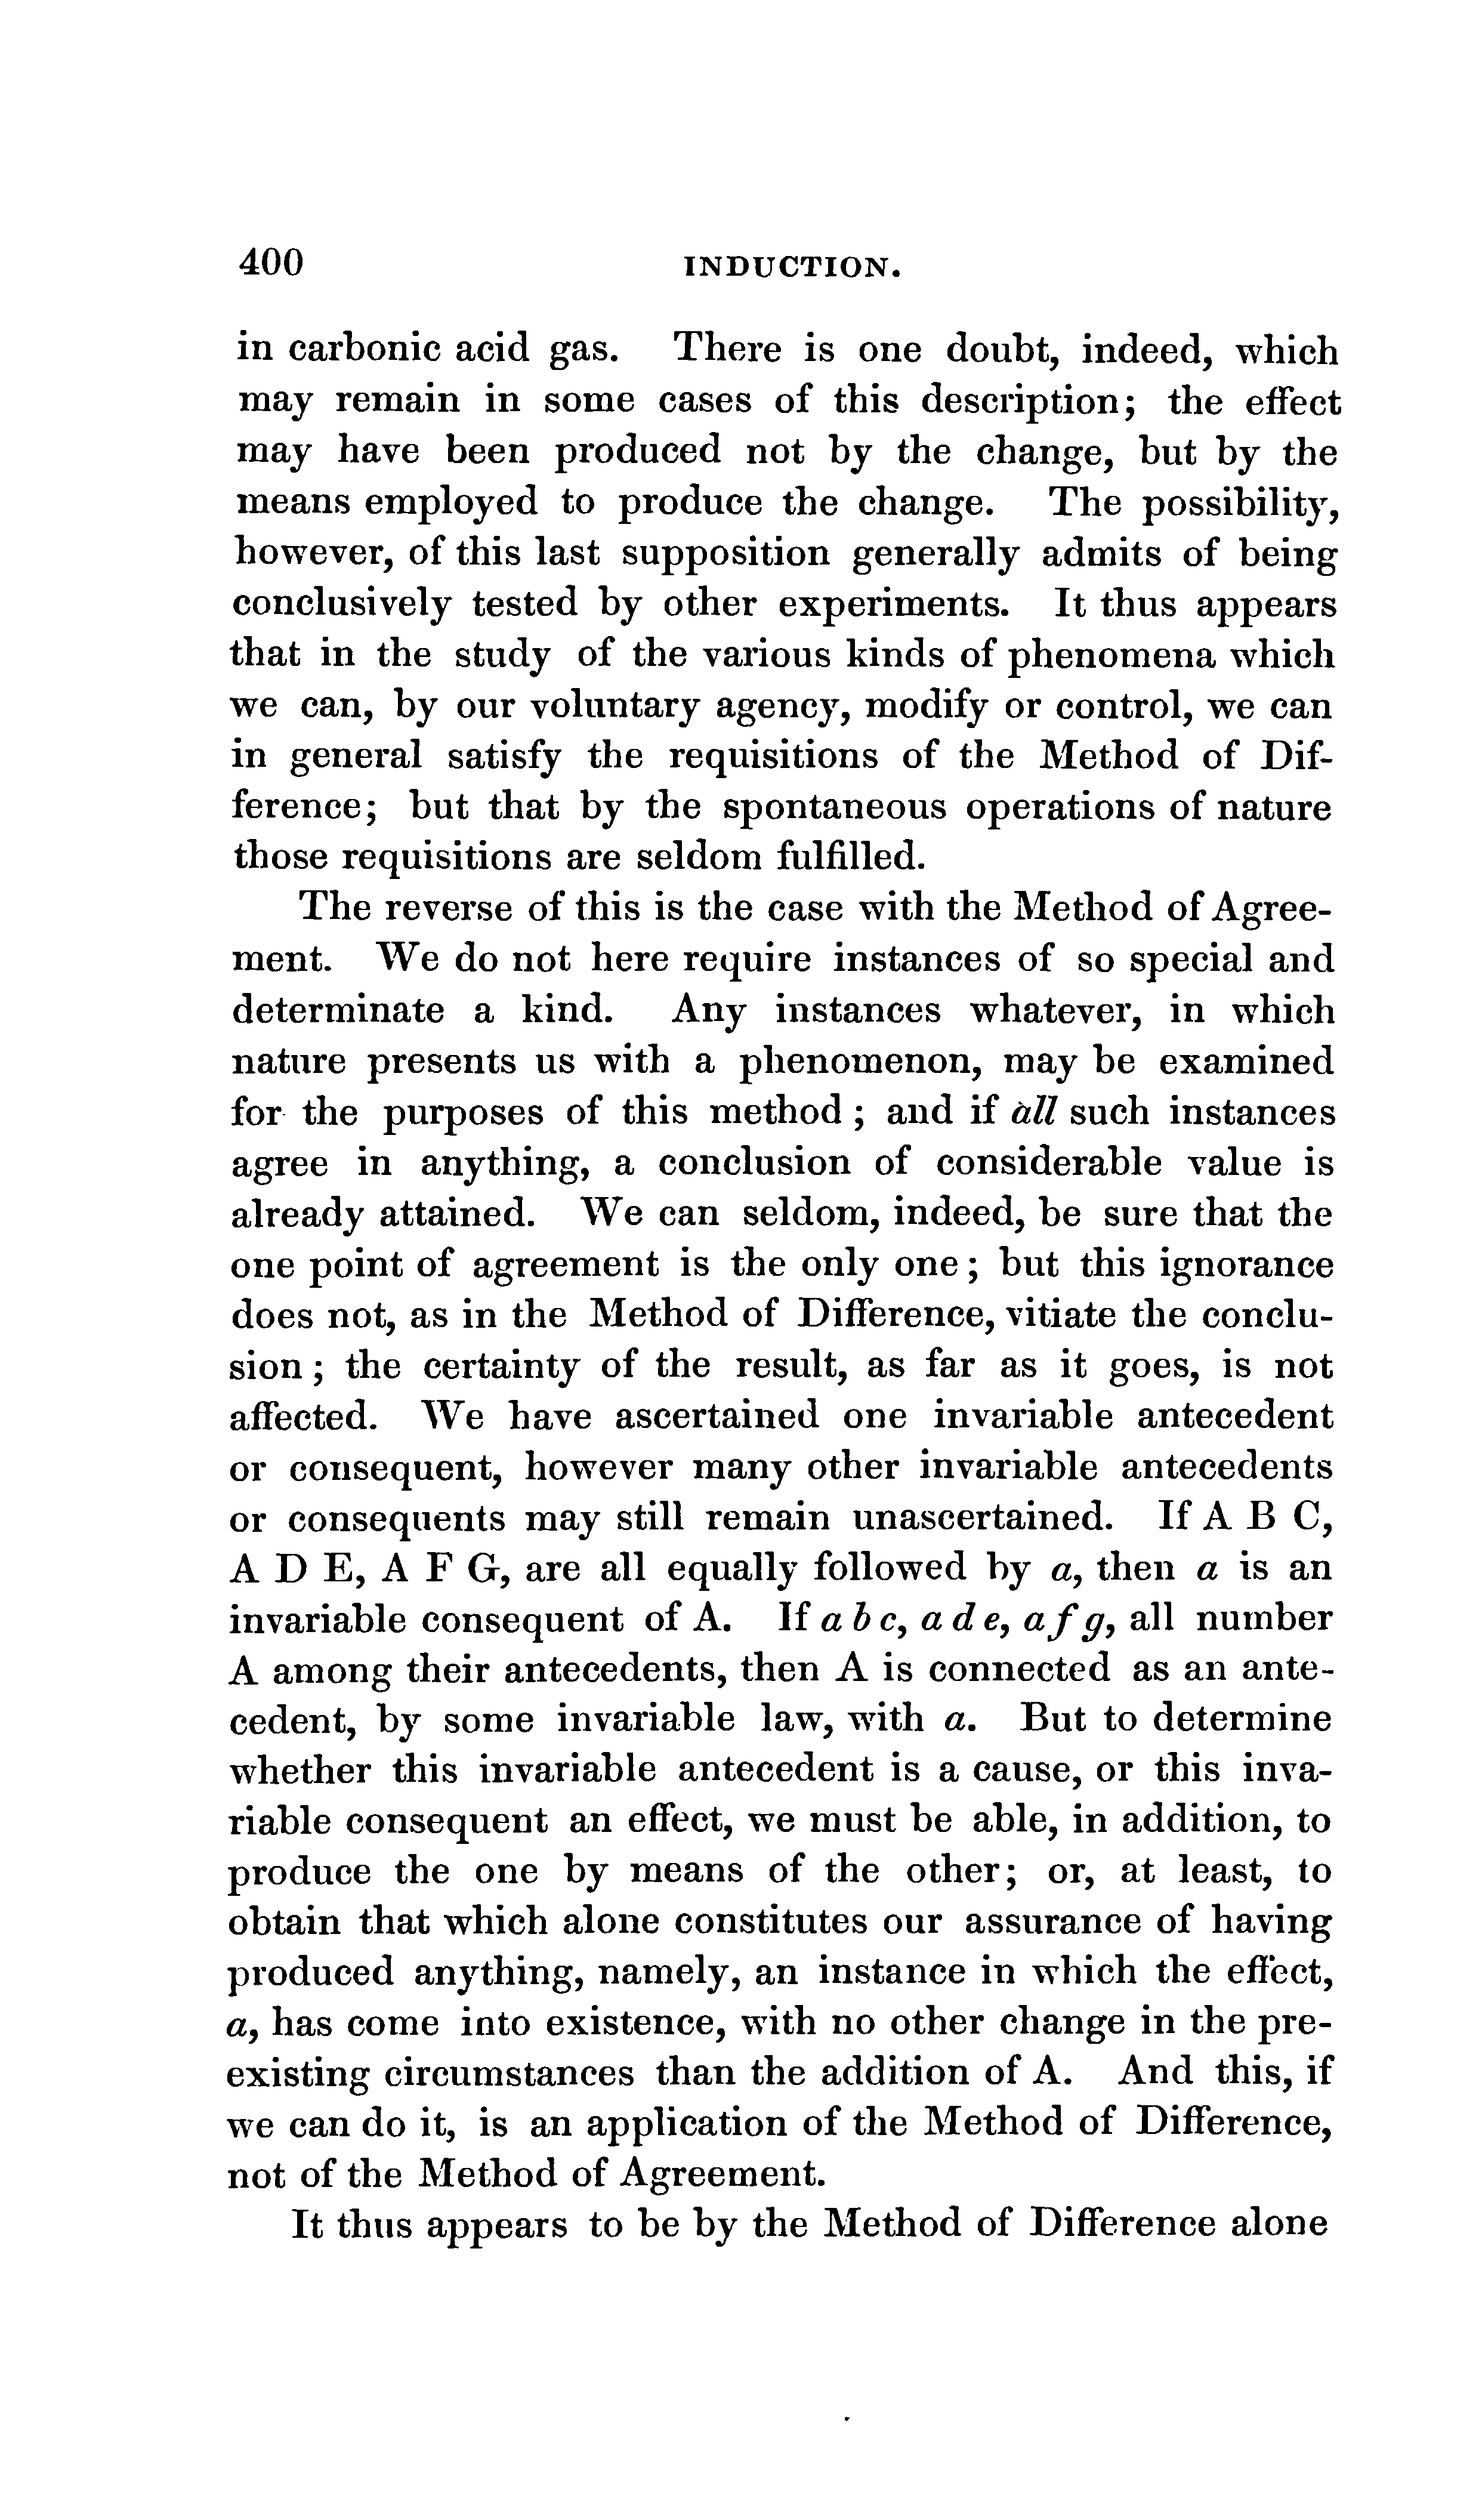 400 INDUCTION.
in carbonic acid gas. There is one doubt, indeed, which
may remain in some cases of this description; the effect
may have been produced not by the change, but by the
means employed to produce the change. The possibility,
however, of this last supposition generally admits of being
conclusively tested by other experiments. It thus appears
that in the study of the various kinds of phenomena which
we can, by our voluntary agency, modify or control, we can
in general satisfy the requisitions of the Method of Dif-
ference; but that by the spontaneous operations of nature
those requisitions are seldom fulfilled.
The reverse of this is the case with the Method of Agree-
ment. We do not here require instances of so special and
determinate a kind. Any instances whatever, in which
nature presents us with a phenomenon, may be examined
for the purposes of this method; and if all such instances
agree in anything, a conclusion of considerable value is
already attained. We can seldom, indeed, be sure that the
one point of agreement is the only one; but this ignorance
does not, as in the Method of Difference, vitiate the conclu-
sion; the certainty of the result, as far as it goes, is not
affected. We have ascertained one invariable antecedent
or consequent, however many other invariable antecedents
or consequents may still remain unascertained. If A B C,
A D E, A F G, are all equally followed by a, then a is an
invariable consequent of A. If a b c, a d e, a f g, all number
A among their antecedents, then A is connected as an ante-
cedent, by some invariable law, with a. But to determine
whether this invariable antecedent is a cause, or this inva-
riable consequent an effect, we must be able, in addition, to
produce the one by means of the other; or, at least, to
obtain that which alone constitutes our assurance of having
produced anything, namely, an instance in which the effect,
a, has come into existence, with no other change in the pre-
existing circumstances than the addition of A. And this, if
we can do it, is an application of the Method of Difference,
not of the Method of Agreement.
It thus appears to be by the Method of Difference alone